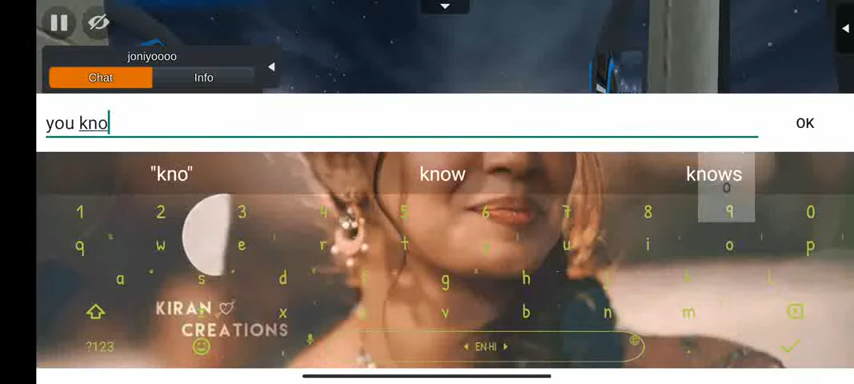 joniyoooo
Chat Info
you kno
OK
"kno" know knows
o
1 2 3 4 5 6 7 8 9 0
q w e r t y u i o p
a s d f g h j k l
z x c v b n m
?123 EN·HI
KIRAN
CREATIONS